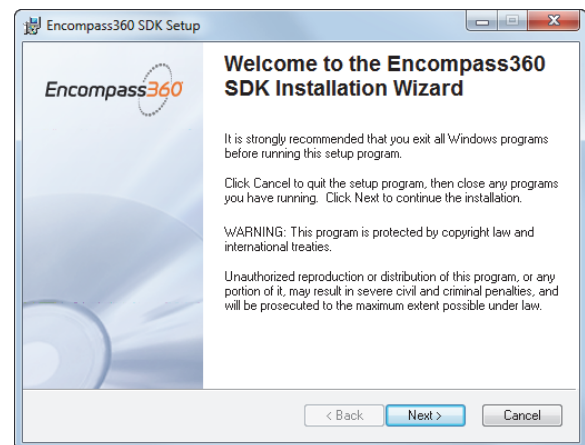 Encompass360 SDK Setup
Encompass360
Welcome to the Encompass360
SDK Installation Wizard
It is strongly recommended that you exit all Windows programs
before running this setup program.
Click Cancel to quit the setup program, then close any programs
you have running.  Click Next to continue the installation.
WARNING: This program is protected by copyright law and
international treaties.
Unauthorized reproduction or distribution of this program, or any
portion of it, may result in severe civil and criminal penalties, and
will be prosecuted to the maximum extent possible under law.
< Back
Next >
Cancel